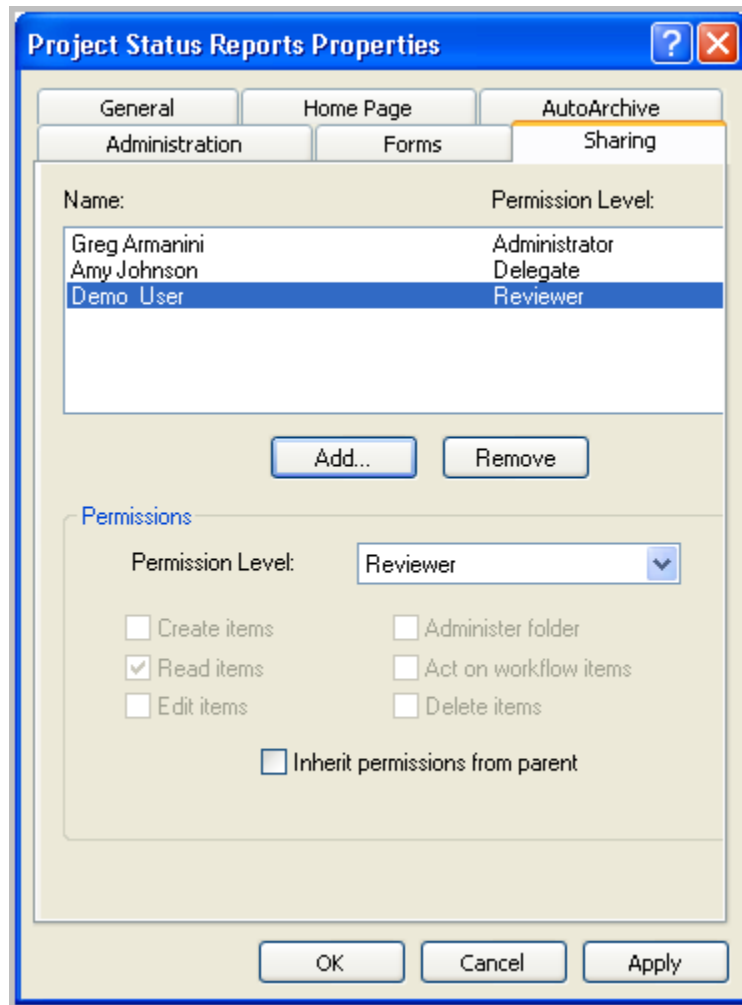 Project Status Reports Properties
General Home Page AutoArchive
Administration Forms Sharing
Name: Permission Level:
Greg Armanini Administrator
Amy Johnson Delegate
Demo User Reviewer
Add... Remove
Permissions
Permission Level: Reviewer
Create items Administer folder
Read items Act on workflow items
Edit items Delete items
Inherit permissions from parent
OK Cancel Apply